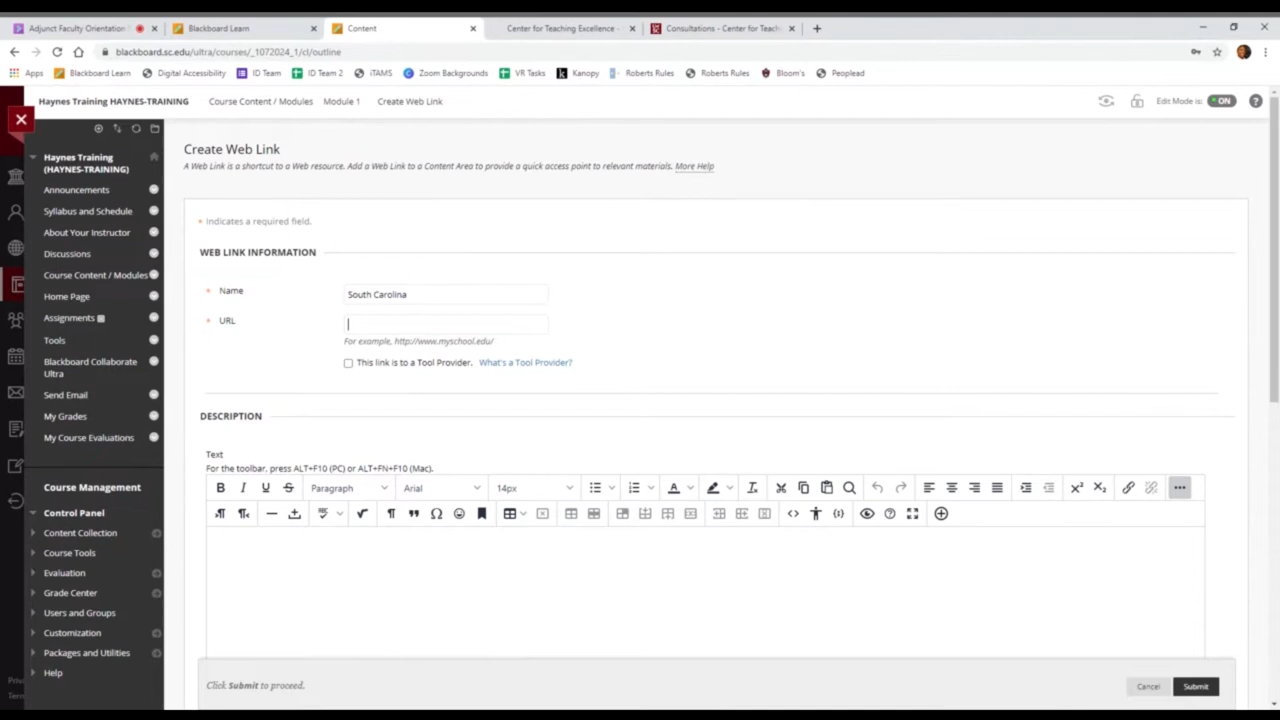 Adjunct Faculty Orientation
Blackboard Learn
Content
Center for Teaching Excellence -
Consultations - Center for Teach
blackboard.sc.edu/ultra/courses/_1072024_1/cl/outline
Apps
Blackboard Learn
Digital Accessibility
ID Team
ID Team 2
iTAMS
Zoom Backgrounds
VR Tasks
Kanopy
Roberts Rules
Roberts Rules
Bloom's
Peoplead
Haynes Training HAYNES-TRAINING
Course Content / Modules
Module 1
Create Web Link
Edit Mode is:
ON
Haynes Training
(HAYNES-TRAINING)
Announcements
Syllabus and Schedule
About Your Instructor
Discussions
Course Content / Modules
Home Page
Assignments
Tools
Blackboard Collaborate
Ultra
Send Email
My Grades
My Course Evaluations
Course Management
Control Panel
Content Collection
Course Tools
Evaluation
Grade Center
Users and Groups
Customization
Packages and Utilities
Help
Create Web Link
A Web Link is a shortcut to a Web resource. Add a Web Link to a Content Area to provide a quick access point to relevant materials. More Help
* Indicates a required field.
WEB LINK INFORMATION
* Name
South Carolina
* URL
For example, http://www.myschool.edu/
This link is to a Tool Provider. What's a Tool Provider?
DESCRIPTION
Text
For the toolbar, press ALT+F10 (PC) or ALT+FN+F10 (Mac).
Paragraph
Arial
14px
Click Submit to proceed.
Cancel
Submit